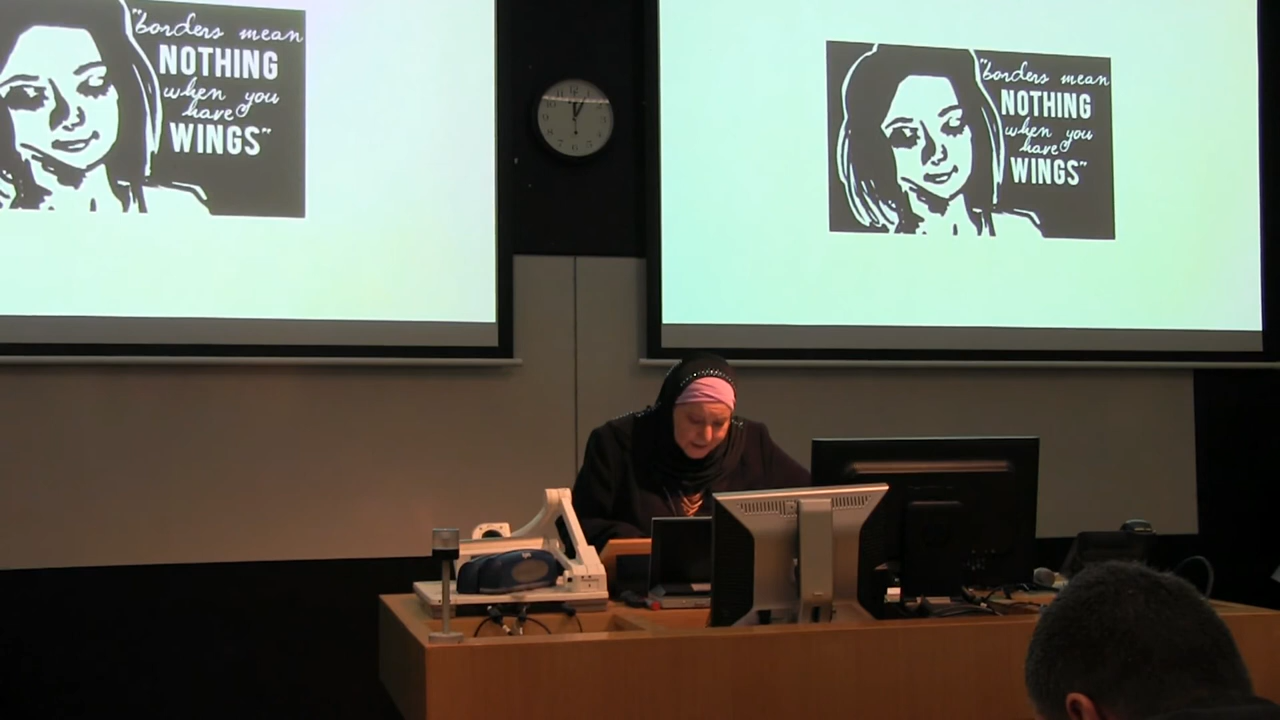 "borders mean
NOTHING
when you
have
WINGS"
"borders mean
NOTHING
when you
have
WINGS"